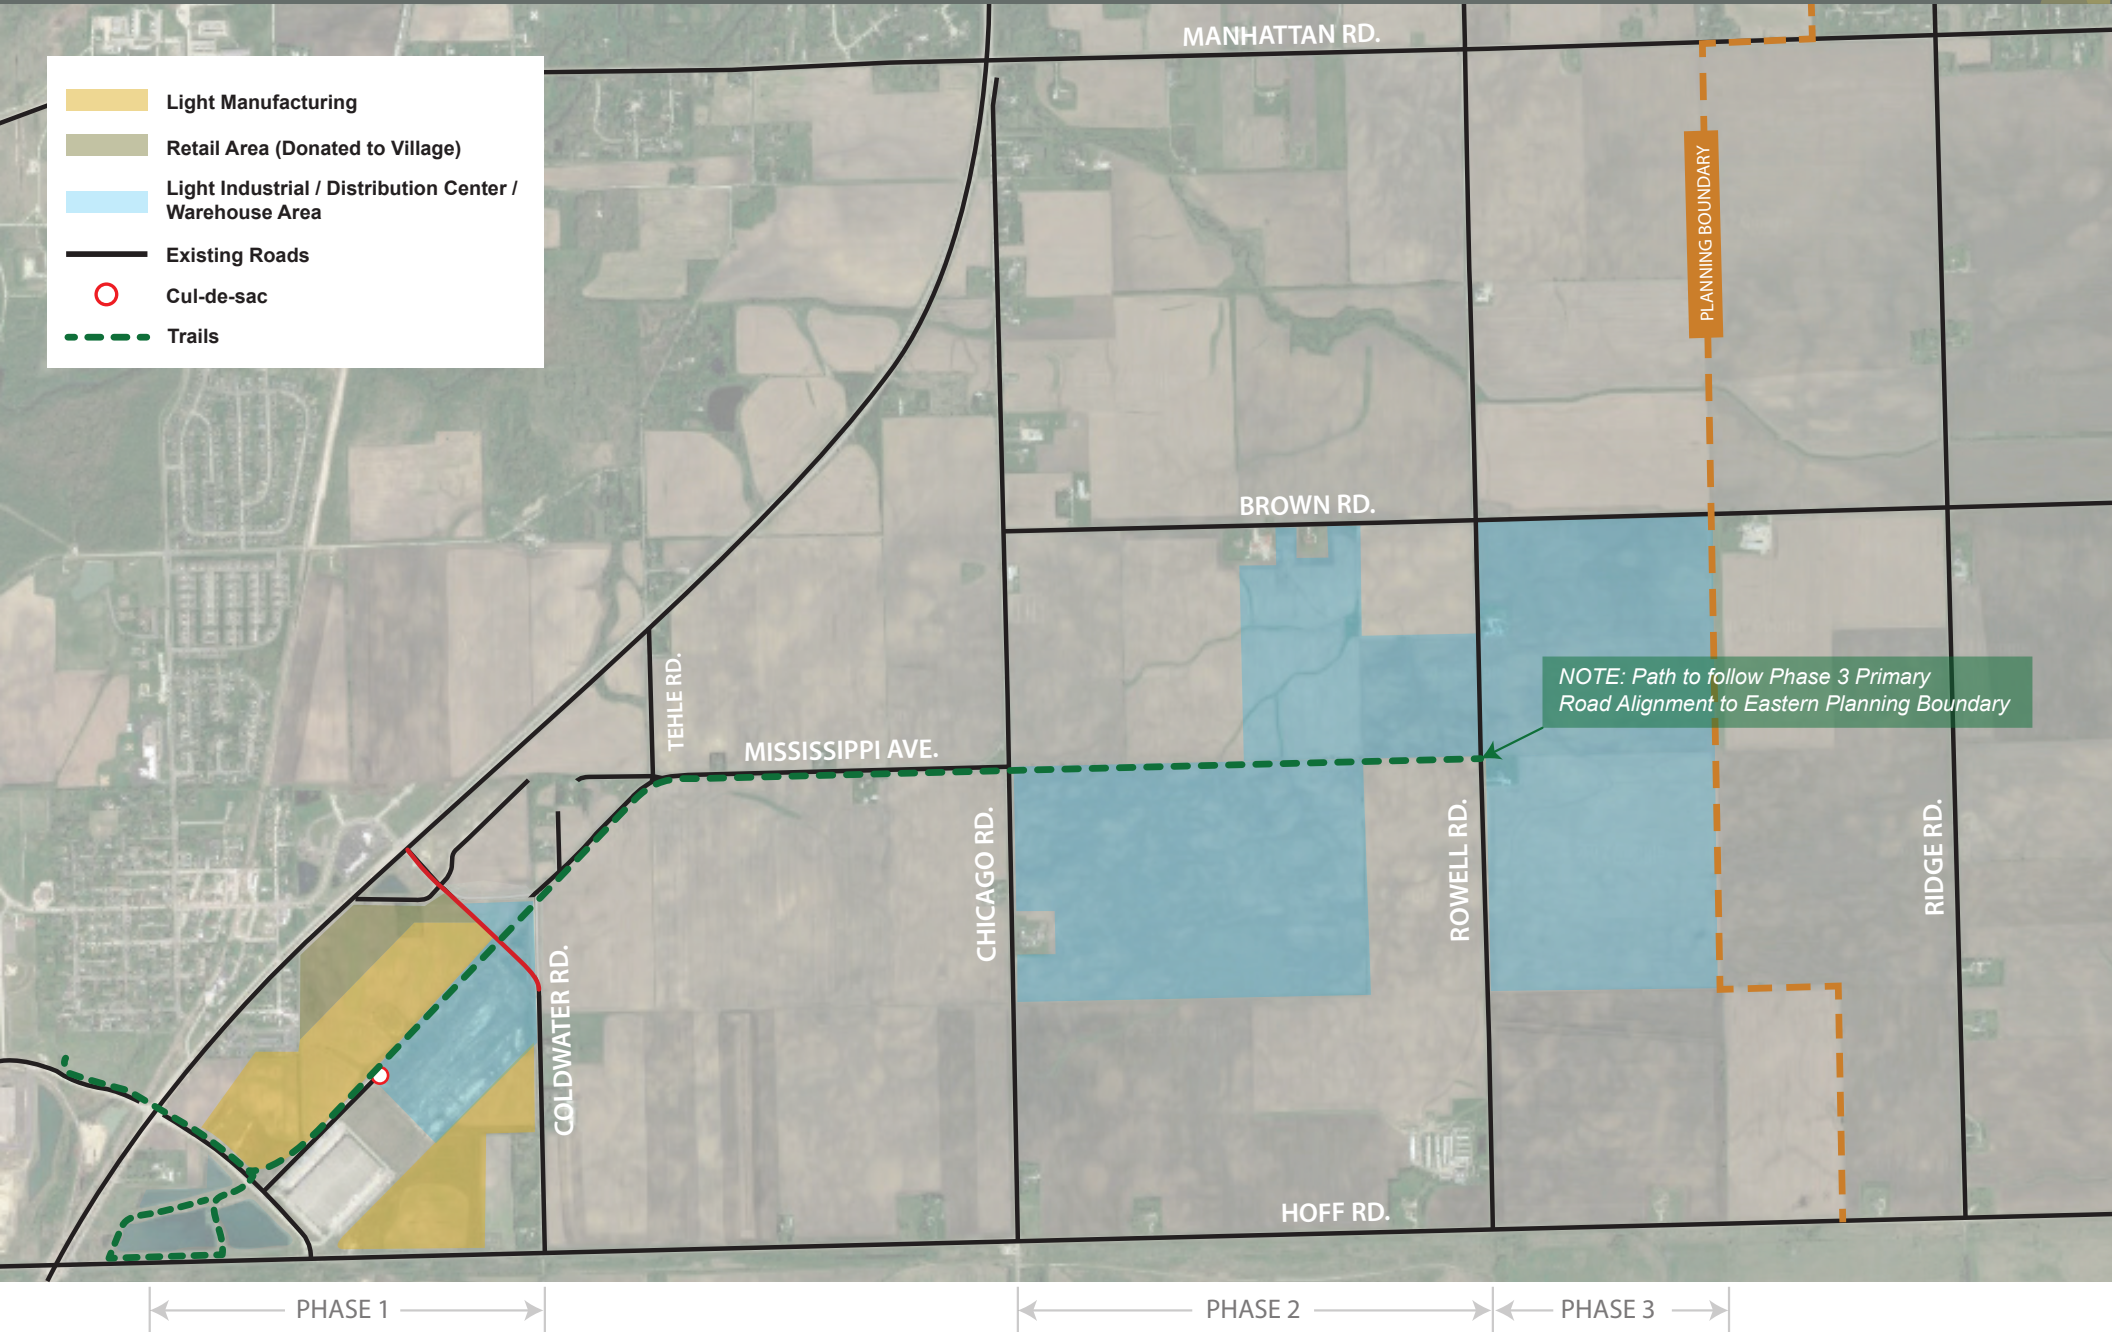 MANHATTAN RD.
Light Manufacturing
Retail Area (Donated to Village)
Light Industrial / Distribution Center /
Warehouse Area
Existing Roads
Cul-de-sac
Trails
PLANNING BOUNDARY
BROWN RD.
NOTE: Path to follow Phase 3 Primary
Road Alignment to Eastern Planning Boundary
TEHLE RD.
MISSISSIPPI AVE.
CHICAGO RD.
ROWELL RD.
RIDGE RD.
COLDWATER RD.
HOFF RD.
PHASE 1
PHASE 2
PHASE 3